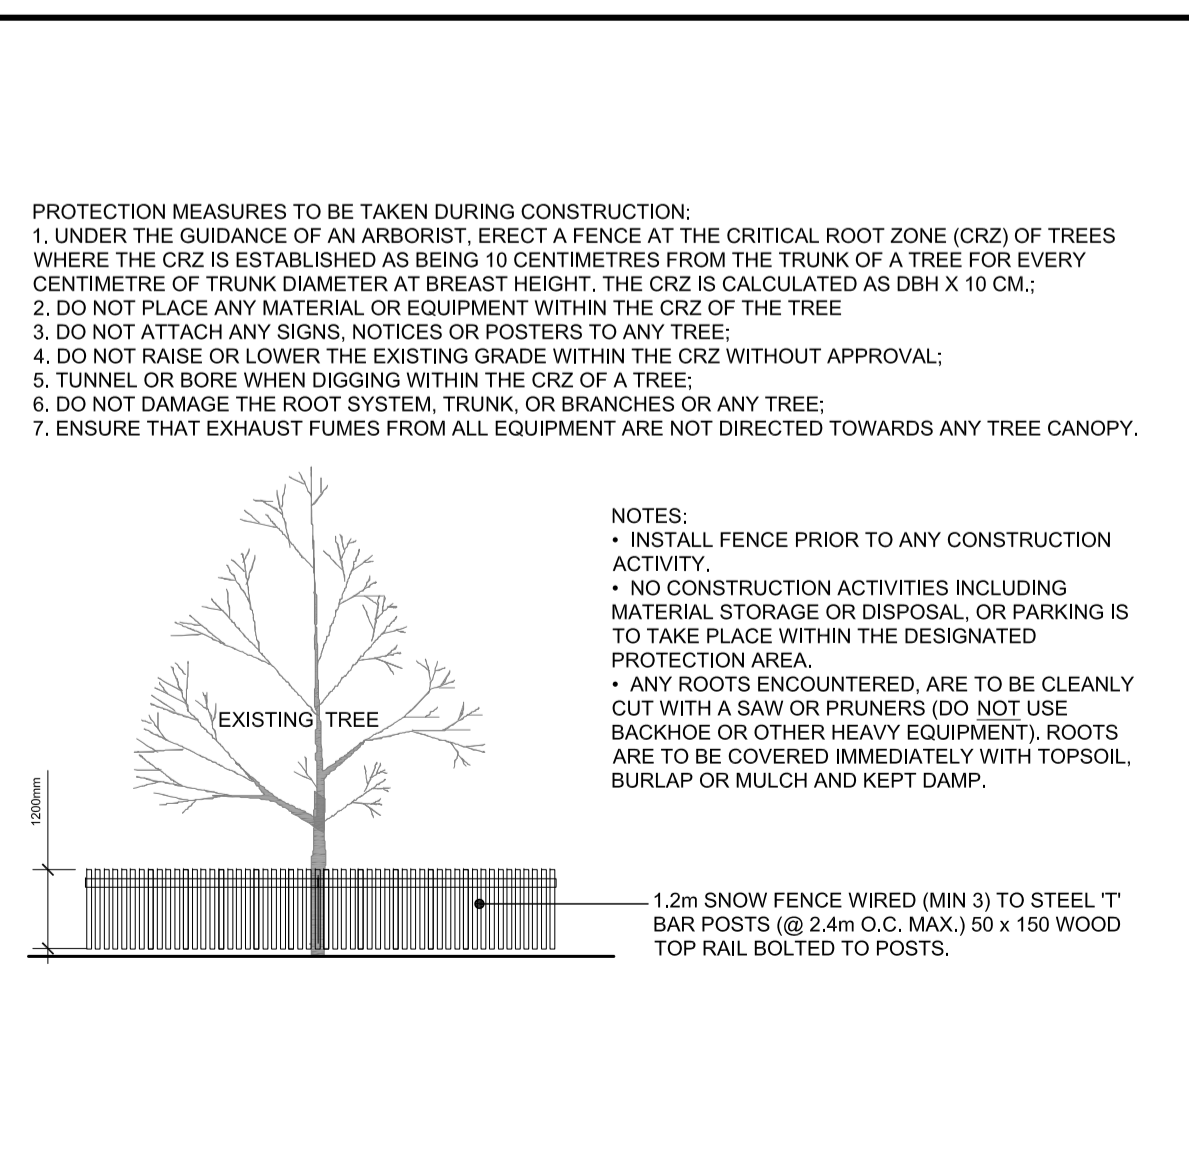 PROTECTION MEASURES TO BE TAKEN DURING CONSTRUCTION:
1. UNDER THE GUIDANCE OF AN ARBORIST, ERECT A FENCE AT THE CRITICAL ROOT ZONE (CRZ) OF TREES
WHERE THE CRZ IS ESTABLISHED AS BEING 10 CENTIMETRES FROM THE TRUNK OF A TREE FOR EVERY
CENTIMETRE OF TRUNK DIAMETER AT BREAST HEIGHT. THE CRZ IS CALCULATED AS DBH X 10 CM.;
2. DO NOT PLACE ANY MATERIAL OR EQUIPMENT WITHIN THE CRZ OF THE TREE
3. DO NOT ATTACH ANY SIGNS, NOTICES OR POSTERS TO ANY TREE;
4. DO NOT RAISE OR LOWER THE EXISTING GRADE WITHIN THE CRZ WITHOUT APPROVAL;
5. TUNNEL OR BORE WHEN DIGGING WITHIN THE CRZ OF A TREE;
6. DO NOT DAMAGE THE ROOT SYSTEM, TRUNK, OR BRANCHES OR ANY TREE;
7. ENSURE THAT EXHAUST FUMES FROM ALL EQUIPMENT ARE NOT DIRECTED TOWARDS ANY TREE CANOPY.
NOTES:
• INSTALL FENCE PRIOR TO ANY CONSTRUCTION
ACTIVITY.
• NO CONSTRUCTION ACTIVITIES INCLUDING
MATERIAL STORAGE OR DISPOSAL, OR PARKING IS
TO TAKE PLACE WITHIN THE DESIGNATED
PROTECTION AREA.
• ANY ROOTS ENCOUNTERED, ARE TO BE CLEANLY
CUT WITH A SAW OR PRUNERS (DO NOT USE
BACKHOE OR OTHER HEAVY EQUIPMENT). ROOTS
ARE TO BE COVERED IMMEDIATELY WITH TOPSOIL,
BURLAP OR MULCH AND KEPT DAMP.
EXISTING TREE
1200mm
1.2m SNOW FENCE WIRED (MIN 3) TO STEEL 'T'
BAR POSTS (@ 2.4m O.C. MAX.) 50 x 150 WOOD
TOP RAIL BOLTED TO POSTS.